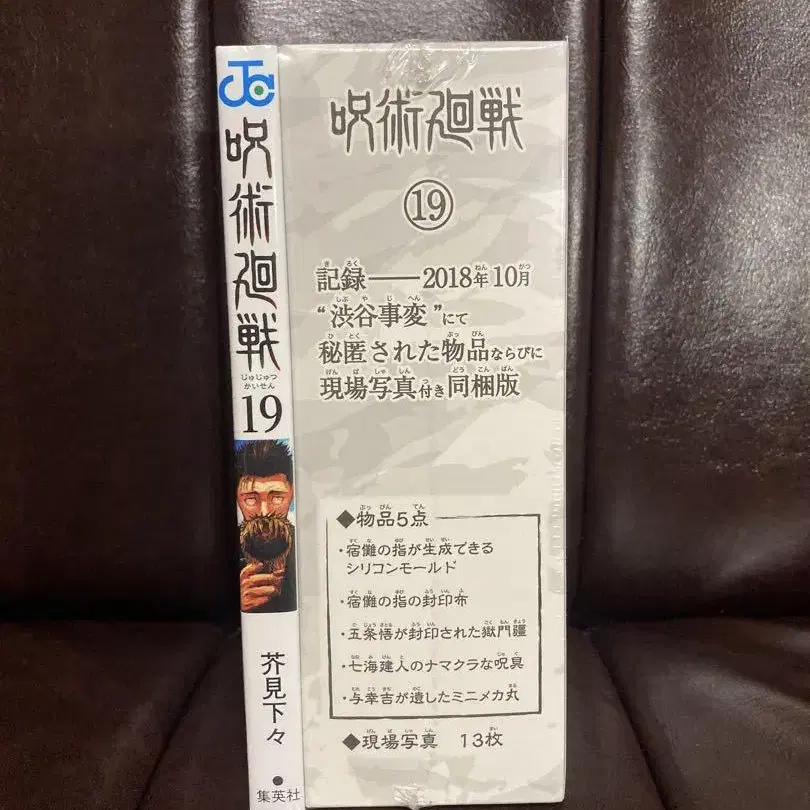 JC
呪術廻戦
じゅじゅつ
かいせん
19
芥見下々
●
集英社
呪術廻戦
⑲
記録——2018年10月
“渋谷事変”にて
秘匿された物品ならびに
現場写真付き同梱版
◆物品5点
・宿儺の指が生成できる
シリコンモールド
・宿儺の指の封印布
・五条悟が封印された獄門疆
・七海建人のナマクラな呪具
・与幸吉が遺したミニメカ丸
◆現場写真 13枚